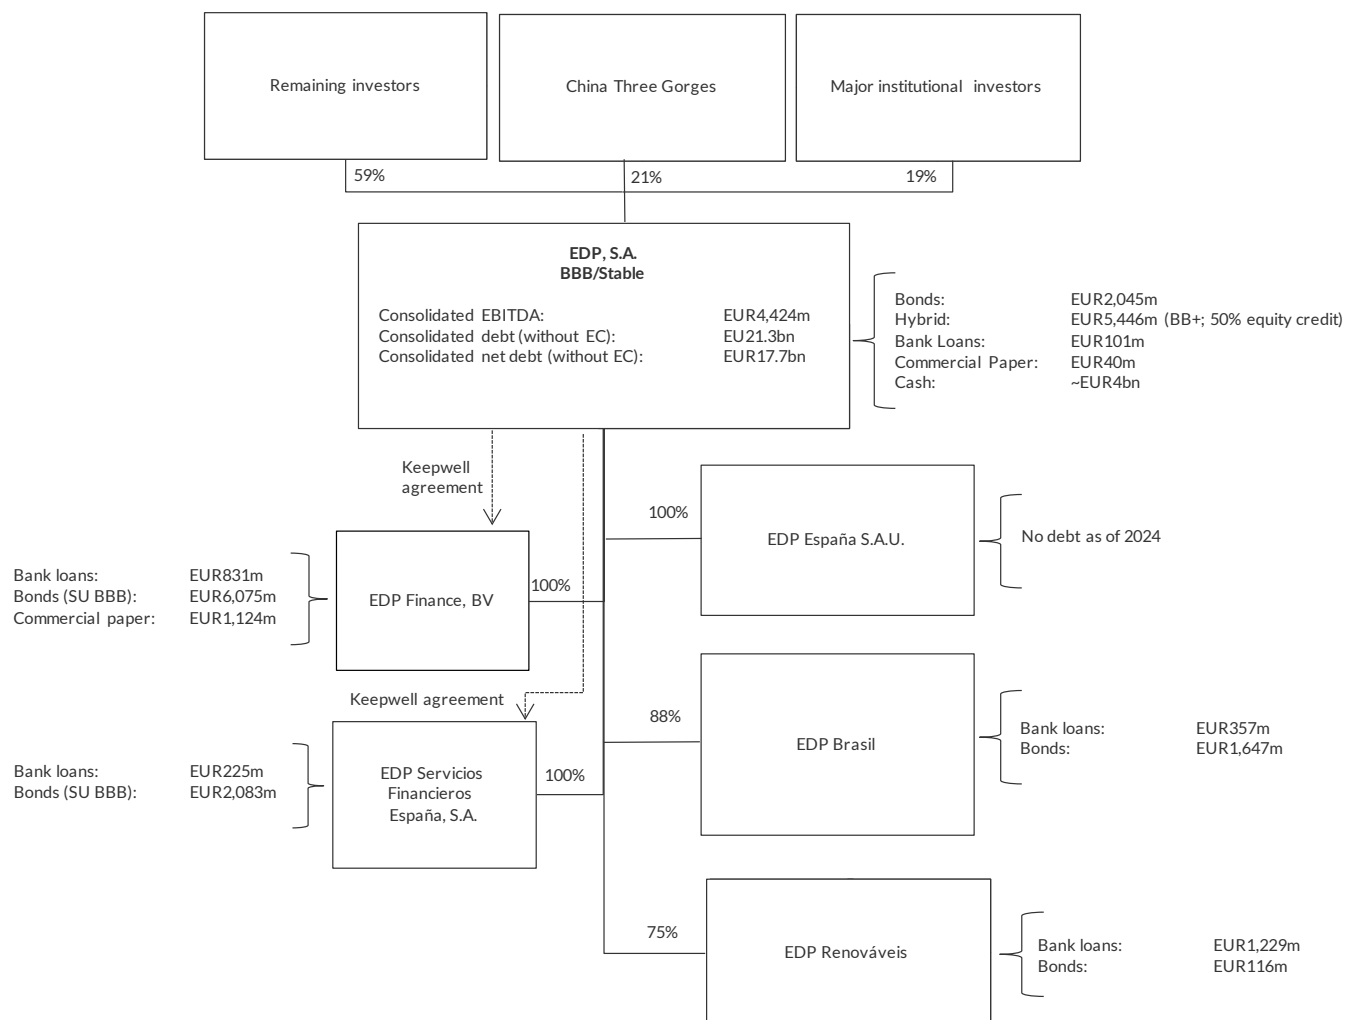 Remaining investors
China Three Gorges
Major institutional investors
59%
21%
19%
EDP, S.A.
BBB/Stable
Consolidated EBITDA: EUR4,424m
Consolidated debt (without EC): EU21.3bn
Consolidated net debt (without EC): EUR17.7bn
Bonds: EUR2,045m
Hybrid: EUR5,446m (BB+; 50% equity credit)
Bank Loans: EUR101m
Commercial Paper: EUR40m
Cash: ~EUR4bn
Keepwell
agreement
100%
EDP España S.A.U.
No debt as of 2024
Bank loans: EUR831m
Bonds (SU BBB): EUR6,075m
Commercial paper: EUR1,124m
EDP Finance, BV
100%
Keepwell agreement
88%
EDP Brasil
Bank loans: EUR357m
Bonds: EUR1,647m
Bank loans: EUR225m
Bonds (SU BBB): EUR2,083m
EDP Servicios
Financieros
España, S.A.
100%
75%
EDP Renováveis
Bank loans: EUR1,229m
Bonds: EUR116m